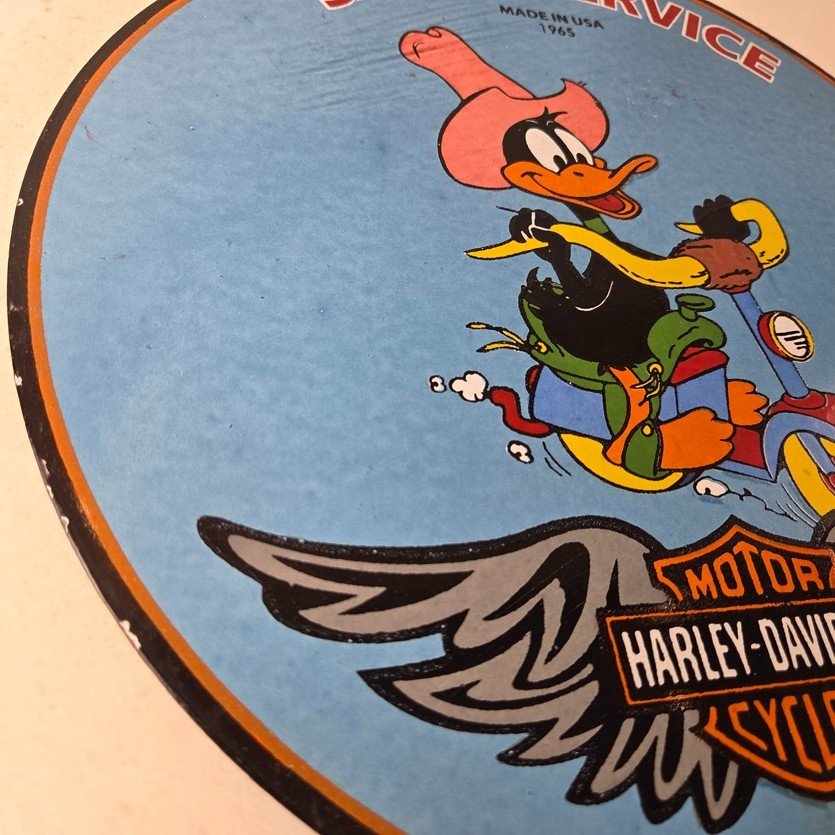 SERVICE
MADE IN USA
1965
MOTOR
HARLEY-DAVI
CYCLE